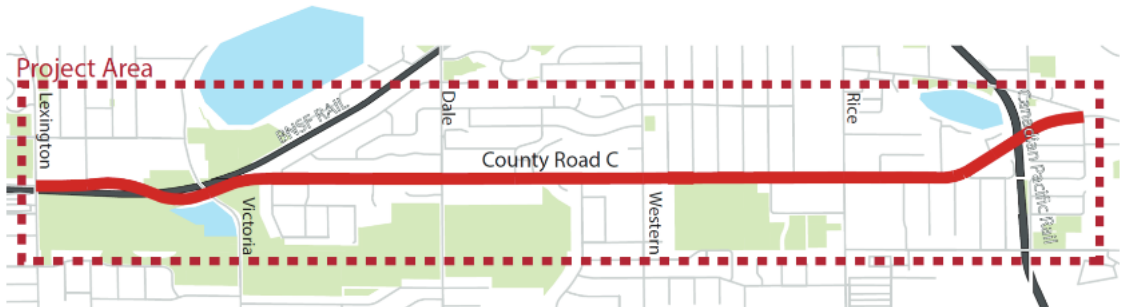 Project Area
Lexington
BNSF RAIL
Dale
Rice
Canadian Pacific Rail
County Road C
Victoria
Western